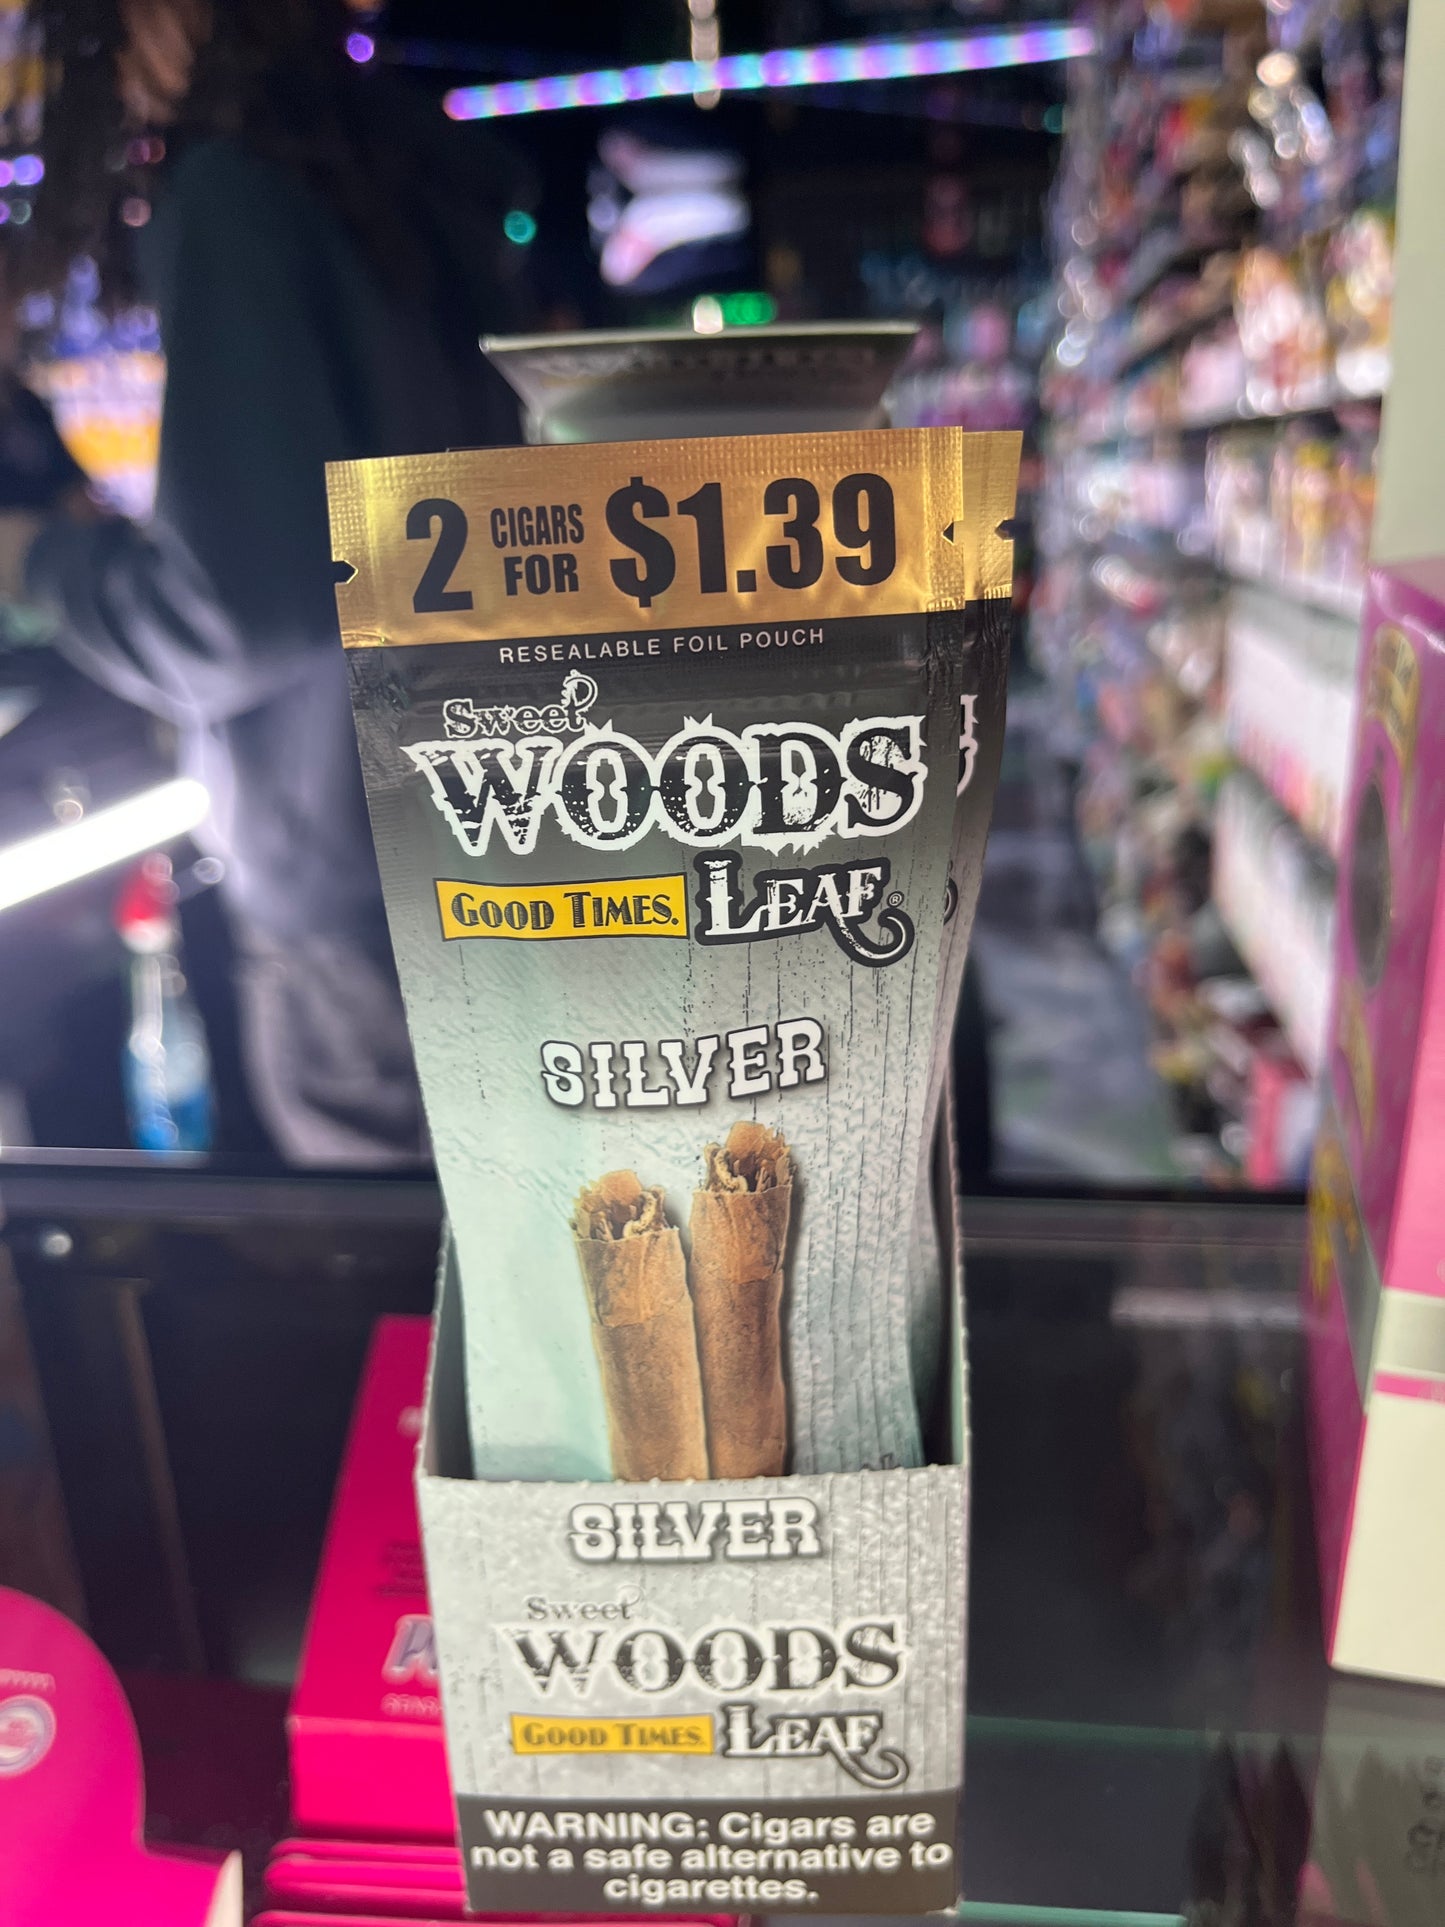 2 CIGARS FOR $1.39
RESEALABLE FOIL POUCH
Sweet
WOODS
GOOD TIMES. LEAF®
SILVER
SILVER
Sweet
WOODS
GOOD TIMES. LEAF
WARNING: Cigars are
not a safe alternative to
cigarettes.